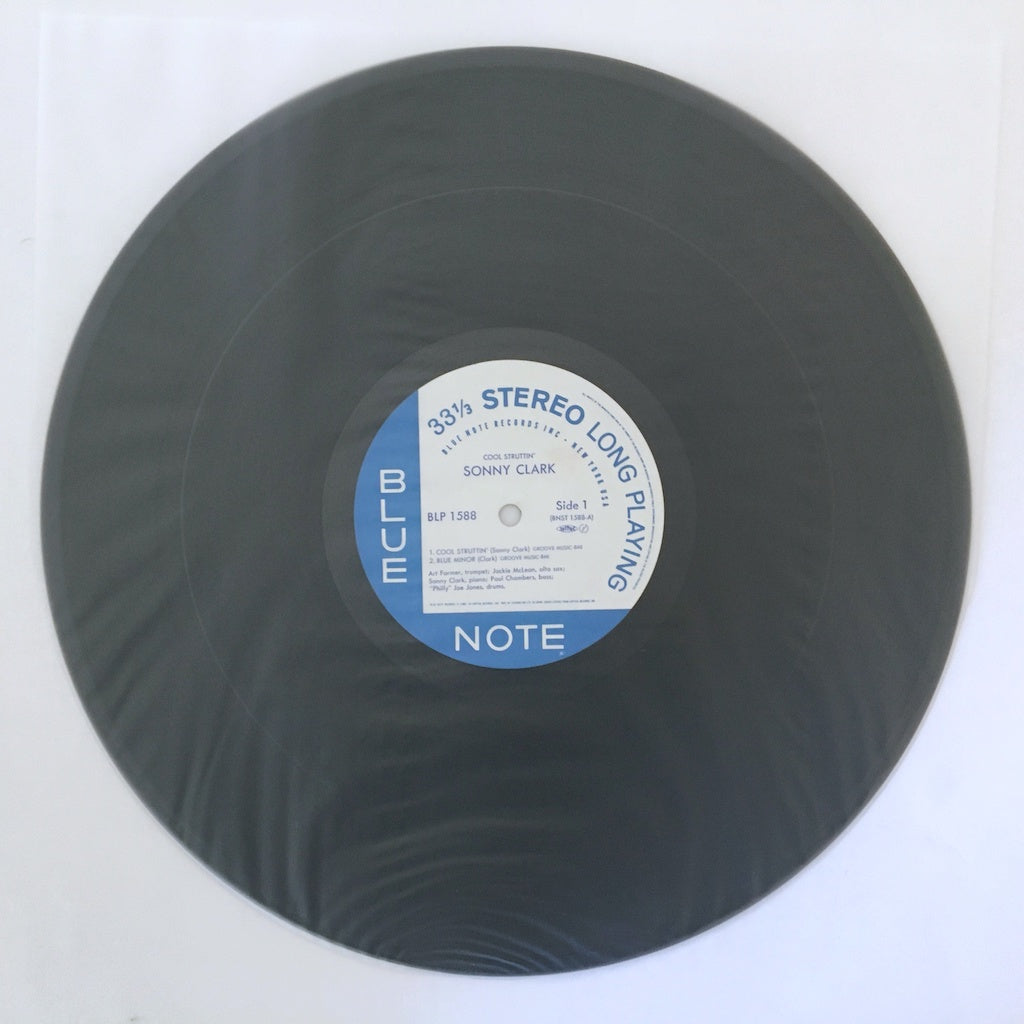 33⅓ STEREO LONG PLAYING
BLUE NOTE RECORDS INC • NEW YORK USA
COOL STRUTTIN'
SONNY CLARK
BLP 1588
Side 1
(BNST 1588-A)
1. COOL STRUTTIN' (Sonny Clark) GROOVE MUSIC-BMI
2. BLUE MINOR (Clark) GROOVE MUSIC-BMI
Art Farmer, trumpet; Jackie McLean, alto sax;
Sonny Clark, piano; Paul Chambers, bass;
"Philly" Joe Jones, drums.
BLUE
NOTE